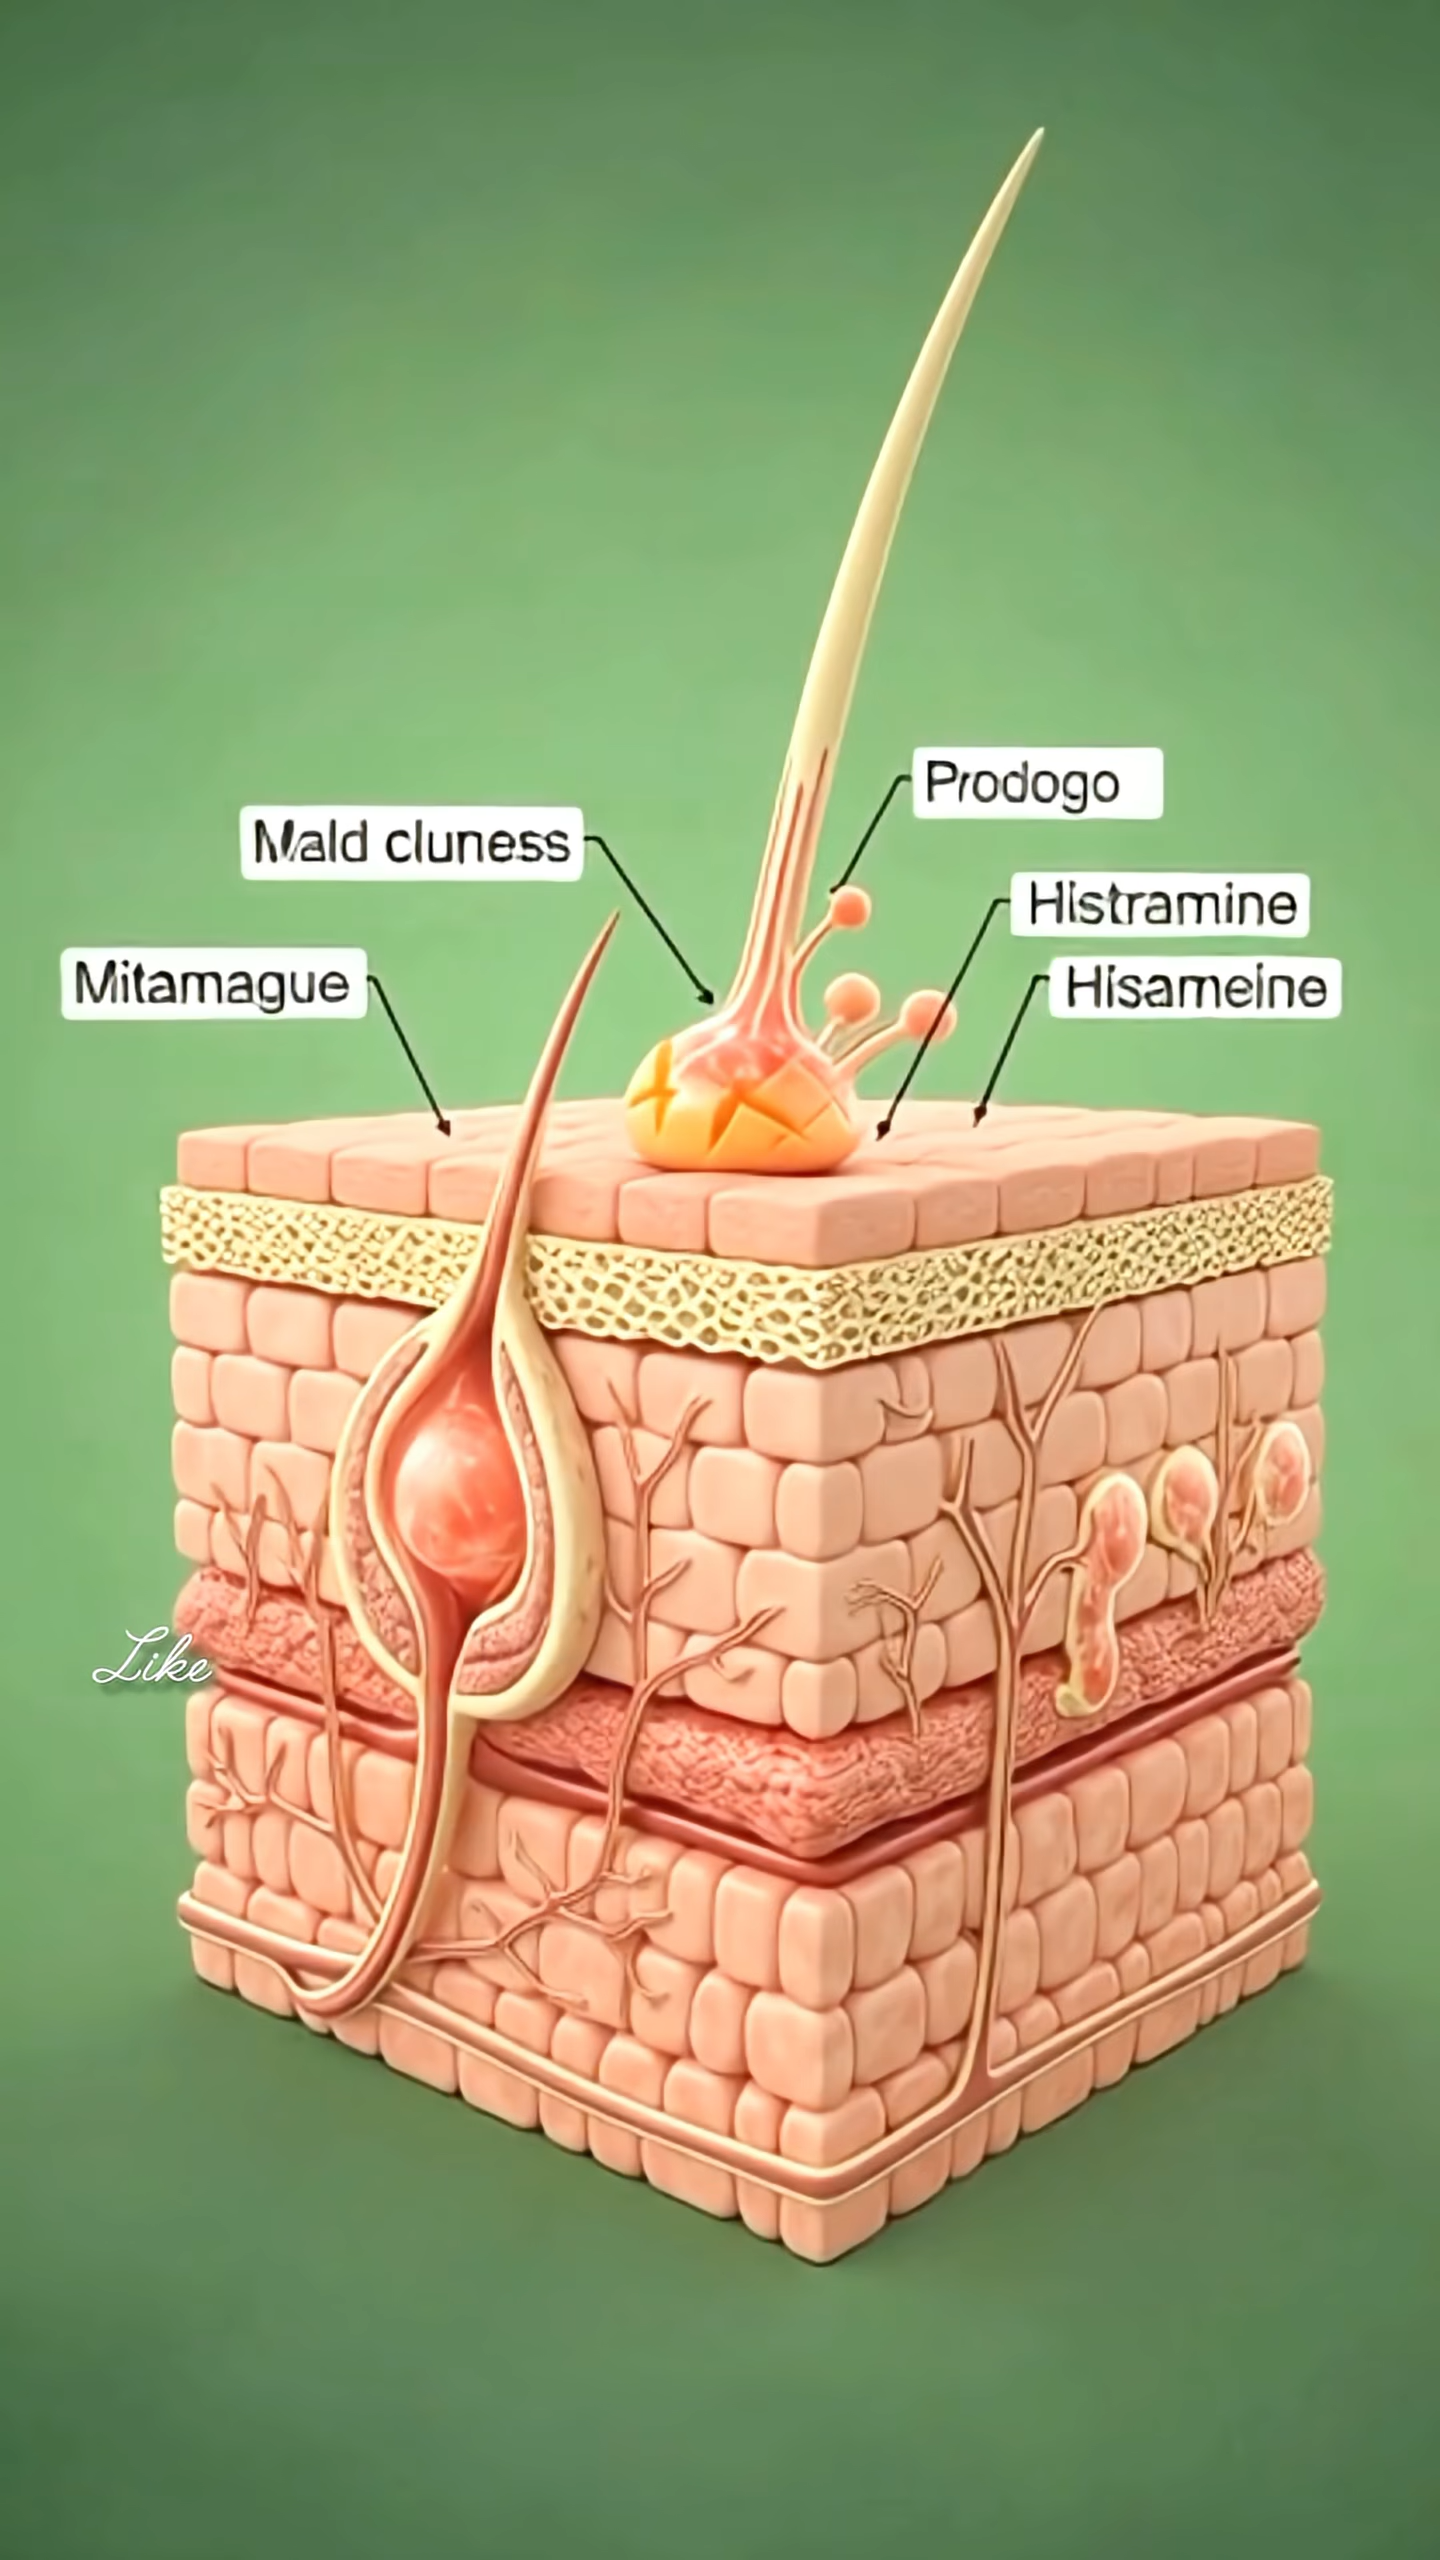 Prodogo
Mald cluness
Histramine
Mitamague
Hisameine
Like